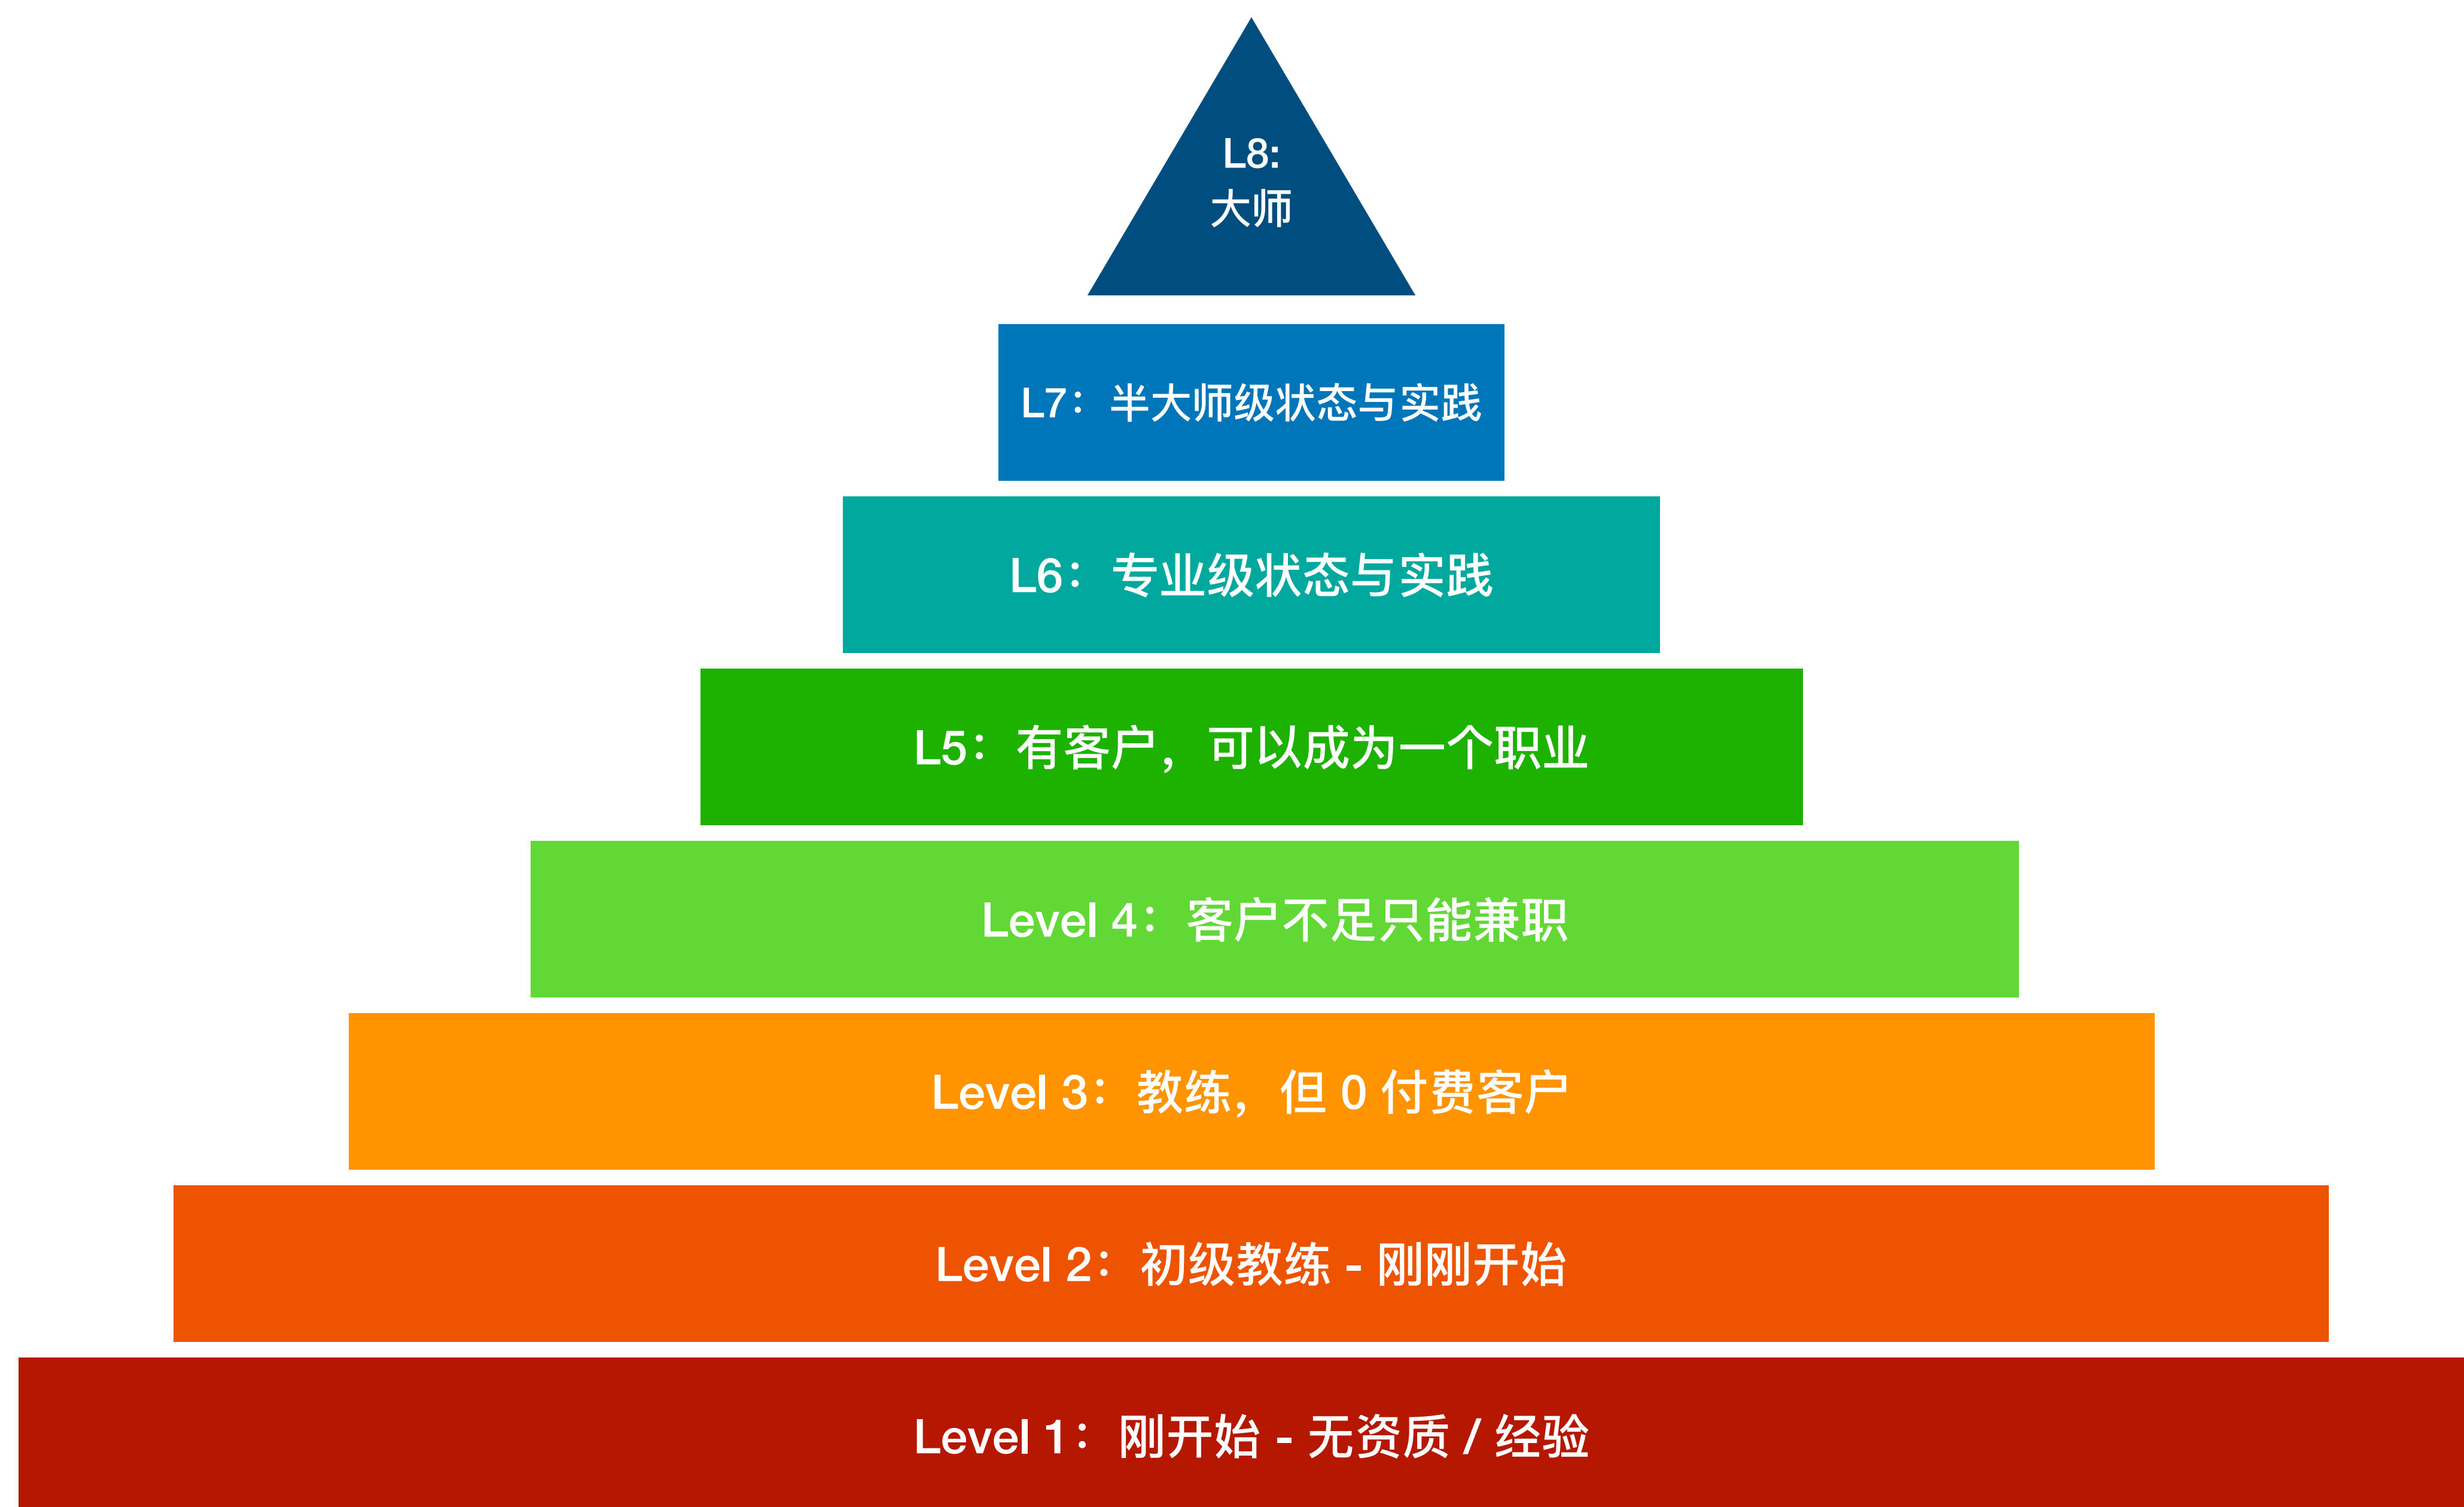 L8:
大师
L7：半大师级状态与实践
L6：专业级状态与实践
L5：有客户，可以成为一个职业
Level 4：客户不足只能兼职
Level 3：教练，但 0 付费客户
Level 2：初级教练 - 刚刚开始
Level 1：刚开始 - 无资质 / 经验